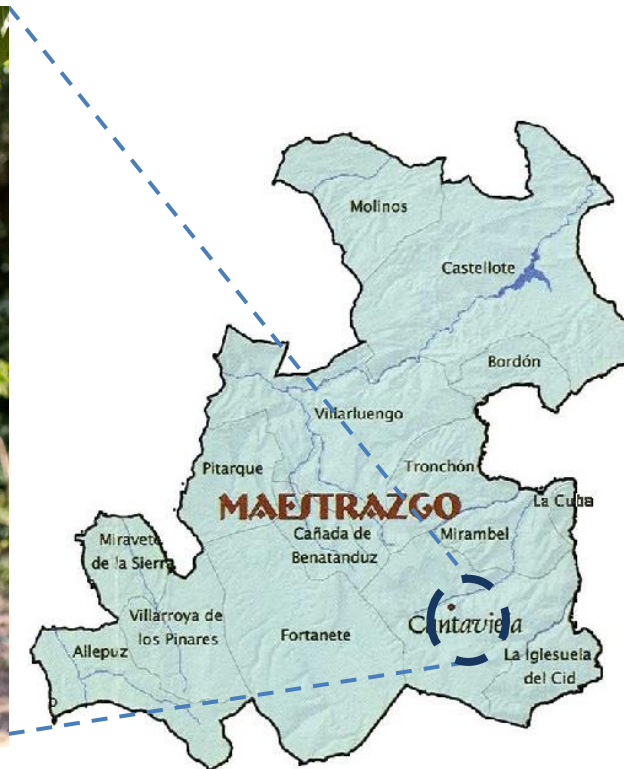 Molinos
Castellote
Bordón
Villarluengo
Pitarque
Tronchón
MAESTRAZGO
La Cuba
Cañada de
Benatanduz
Mirambel
Miravete
de la Sierra
Cantavieja
Villarroya de
los Pinares
Fortanete
Allepuz
La Iglesuela
del Cid